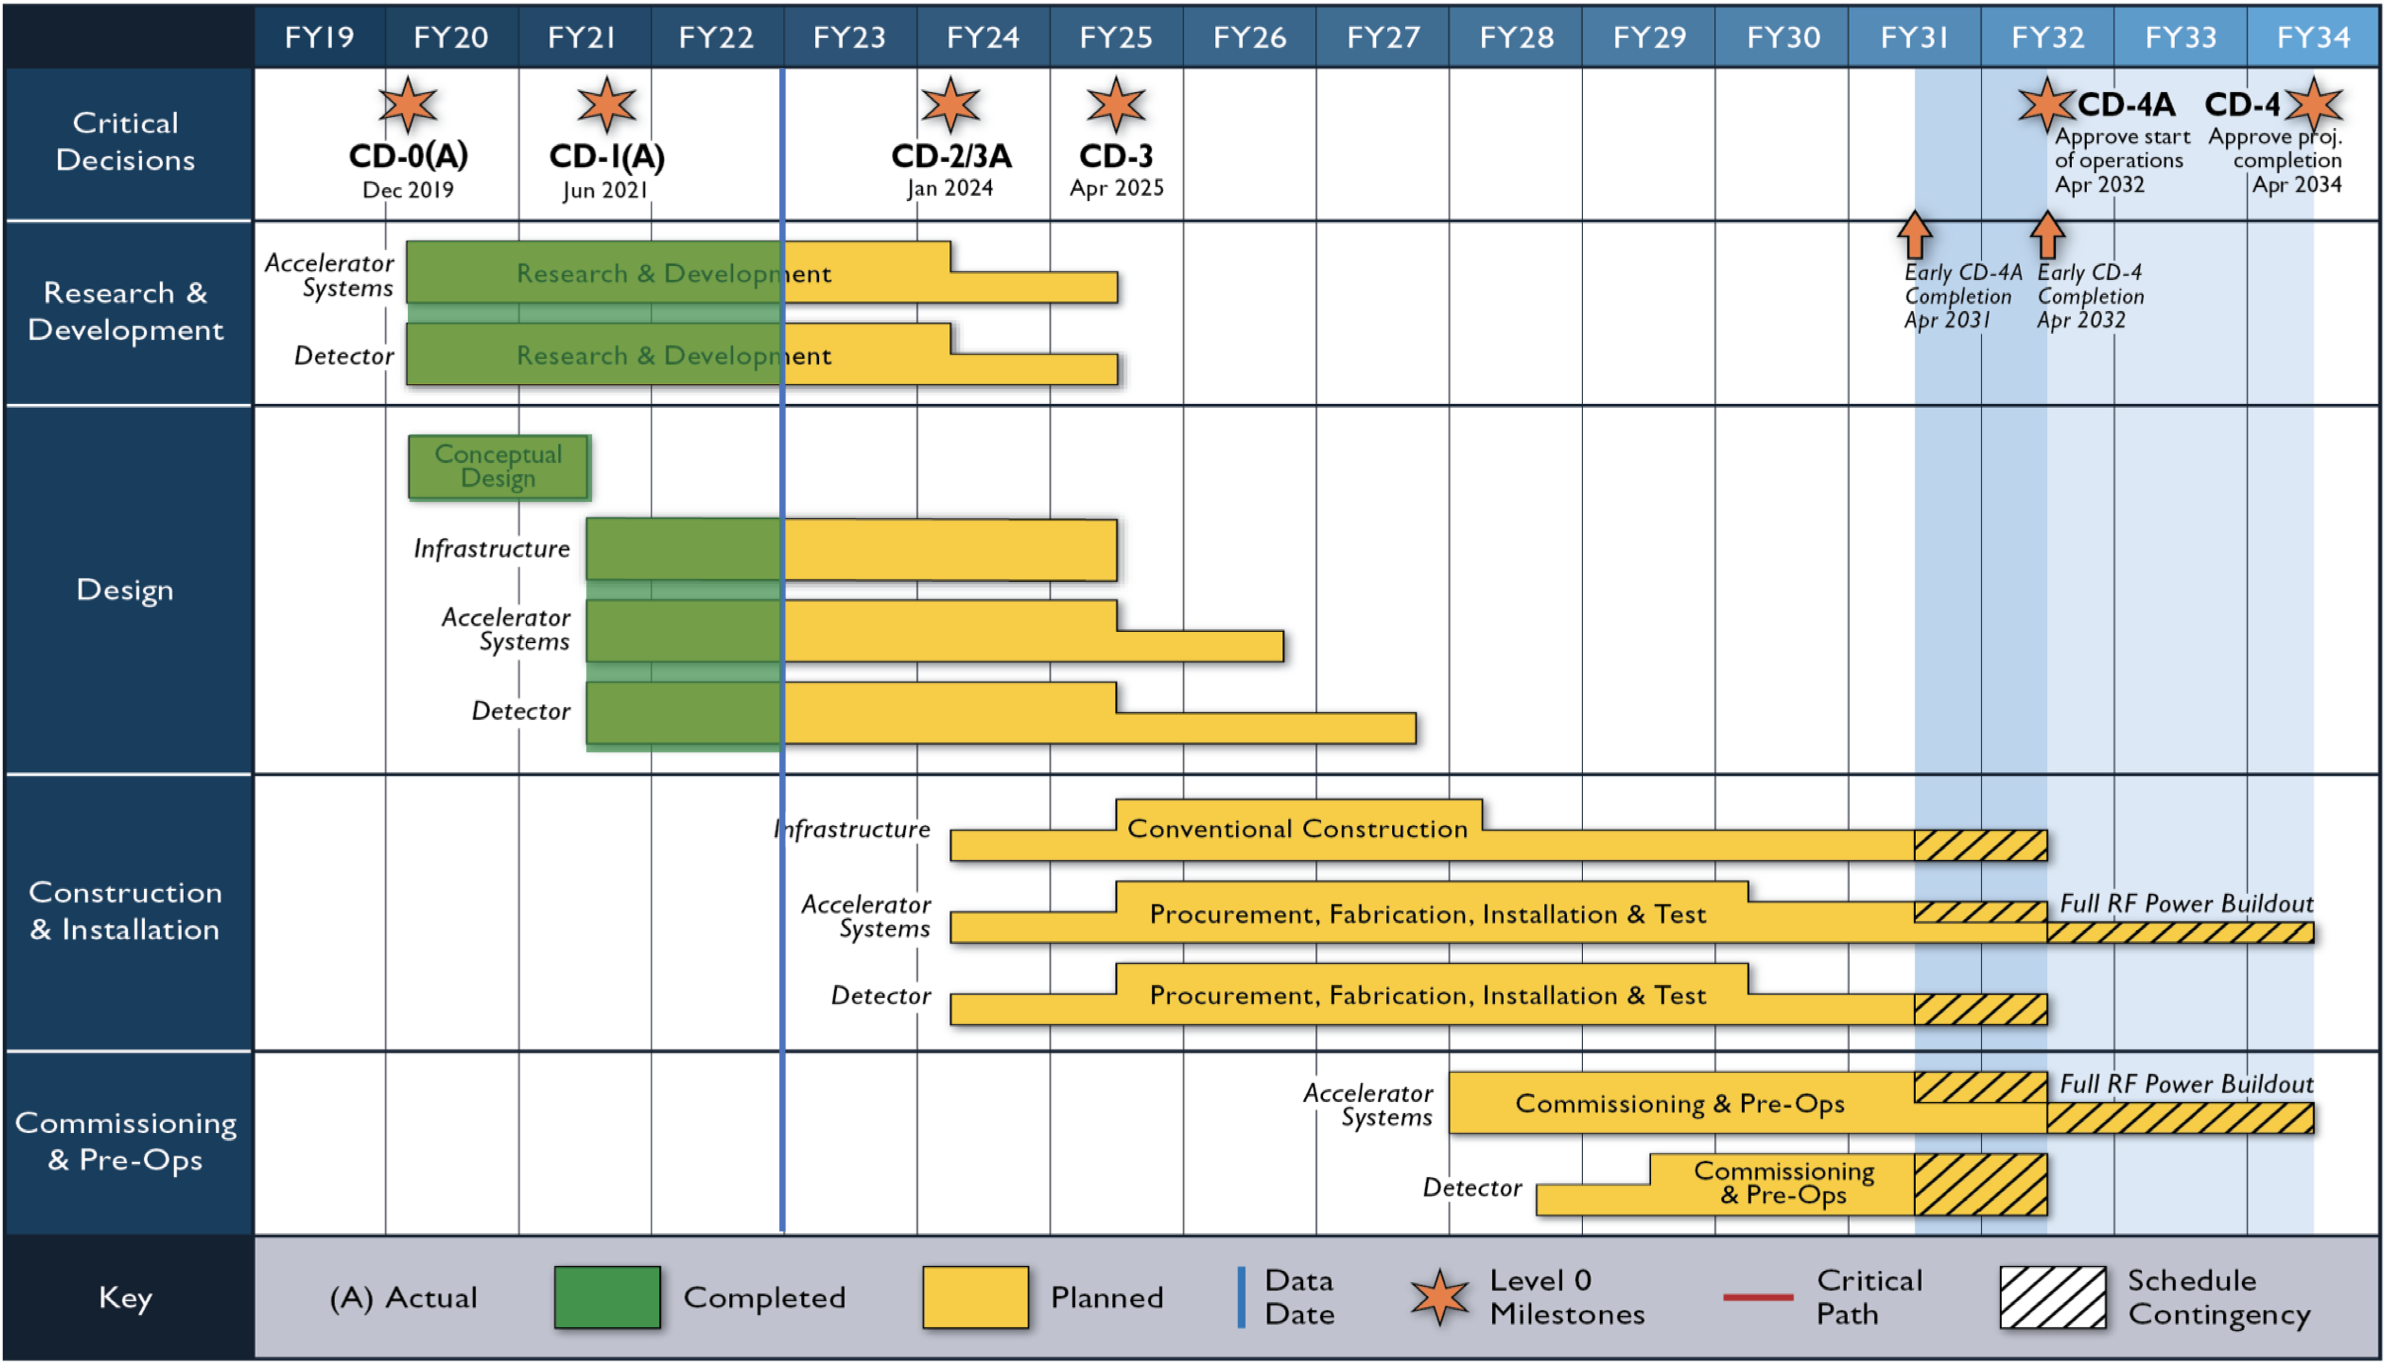 FY19 FY20 FY21 FY22 FY23 FY24 FY25 FY26 FY27 FY28 FY29 FY30 FY31 FY32 FY33 FY34
Critical
Decisions
CD-0(A)
Dec 2019
CD-1(A)
Jun 2021
CD-2/3A
Jan 2024
CD-3
Apr 2025
CD-4A
Approve start
of operations
Apr 2032
CD-4
Approve proj.
completion
Apr 2034
Research &
Development
Accelerator
Systems
Research & Development
Detector
Research & Development
Early CD-4A
Completion
Apr 2031
Early CD-4
Completion
Apr 2032
Design
Conceptual
Design
Infrastructure
Accelerator
Systems
Detector
Construction
& Installation
Infrastructure
Conventional Construction
Accelerator
Systems
Procurement, Fabrication, Installation & Test
Full RF Power Buildout
Detector
Procurement, Fabrication, Installation & Test
Commissioning
& Pre-Ops
Accelerator
Systems
Commissioning & Pre-Ops
Full RF Power Buildout
Detector
Commissioning
& Pre-Ops
Key
(A) Actual
Completed
Planned
Data
Date
Level 0
Milestones
Critical
Path
Schedule
Contingency